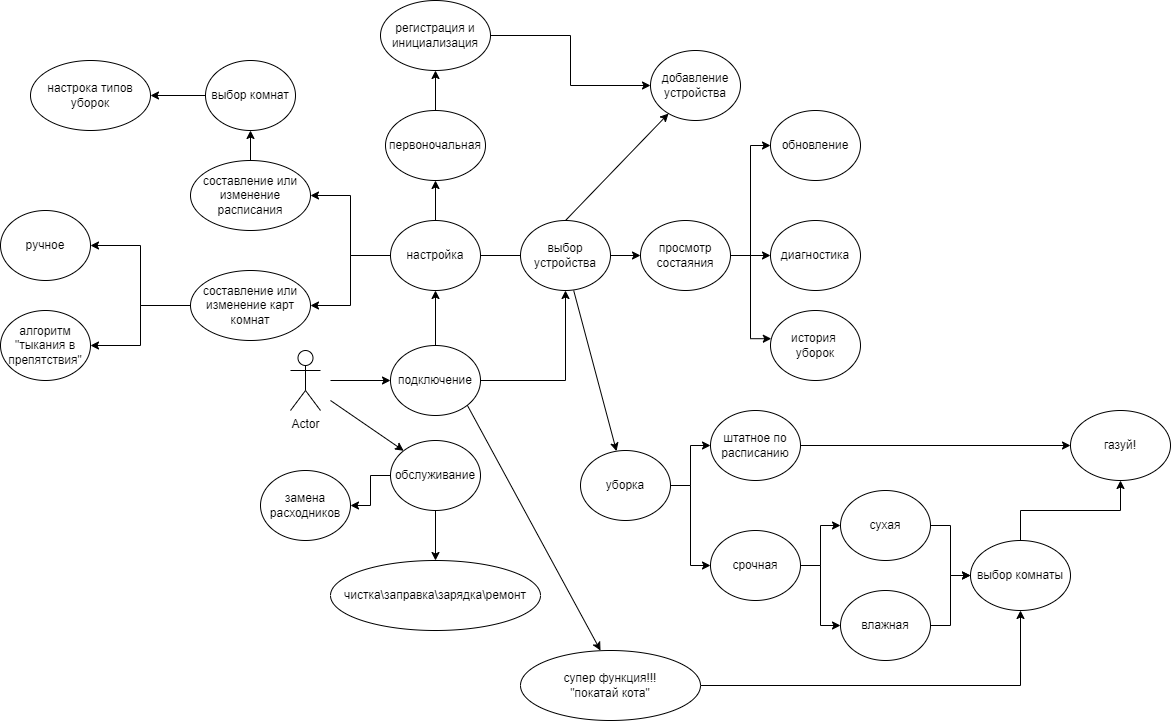 регистрация и
инициализация
добавление
устройства
настрока типов
уборок
выбор комнат
первоночальная
обновление
составление или
изменение
расписания
ручное
настройка
выбор
устройства
просмотр
состаяния
диагностика
составление или
изменение карт
комнат
алгоритм
"тыкания в
препятствия"
история
уборок
подключение
Actor
штатное по
расписанию
газуй!
обслуживание
уборка
замена
расходников
сухая
срочная
выбор комнаты
чистка\заправка\зарядка\ремонт
влажная
супер функция!!!
"покатай кота"